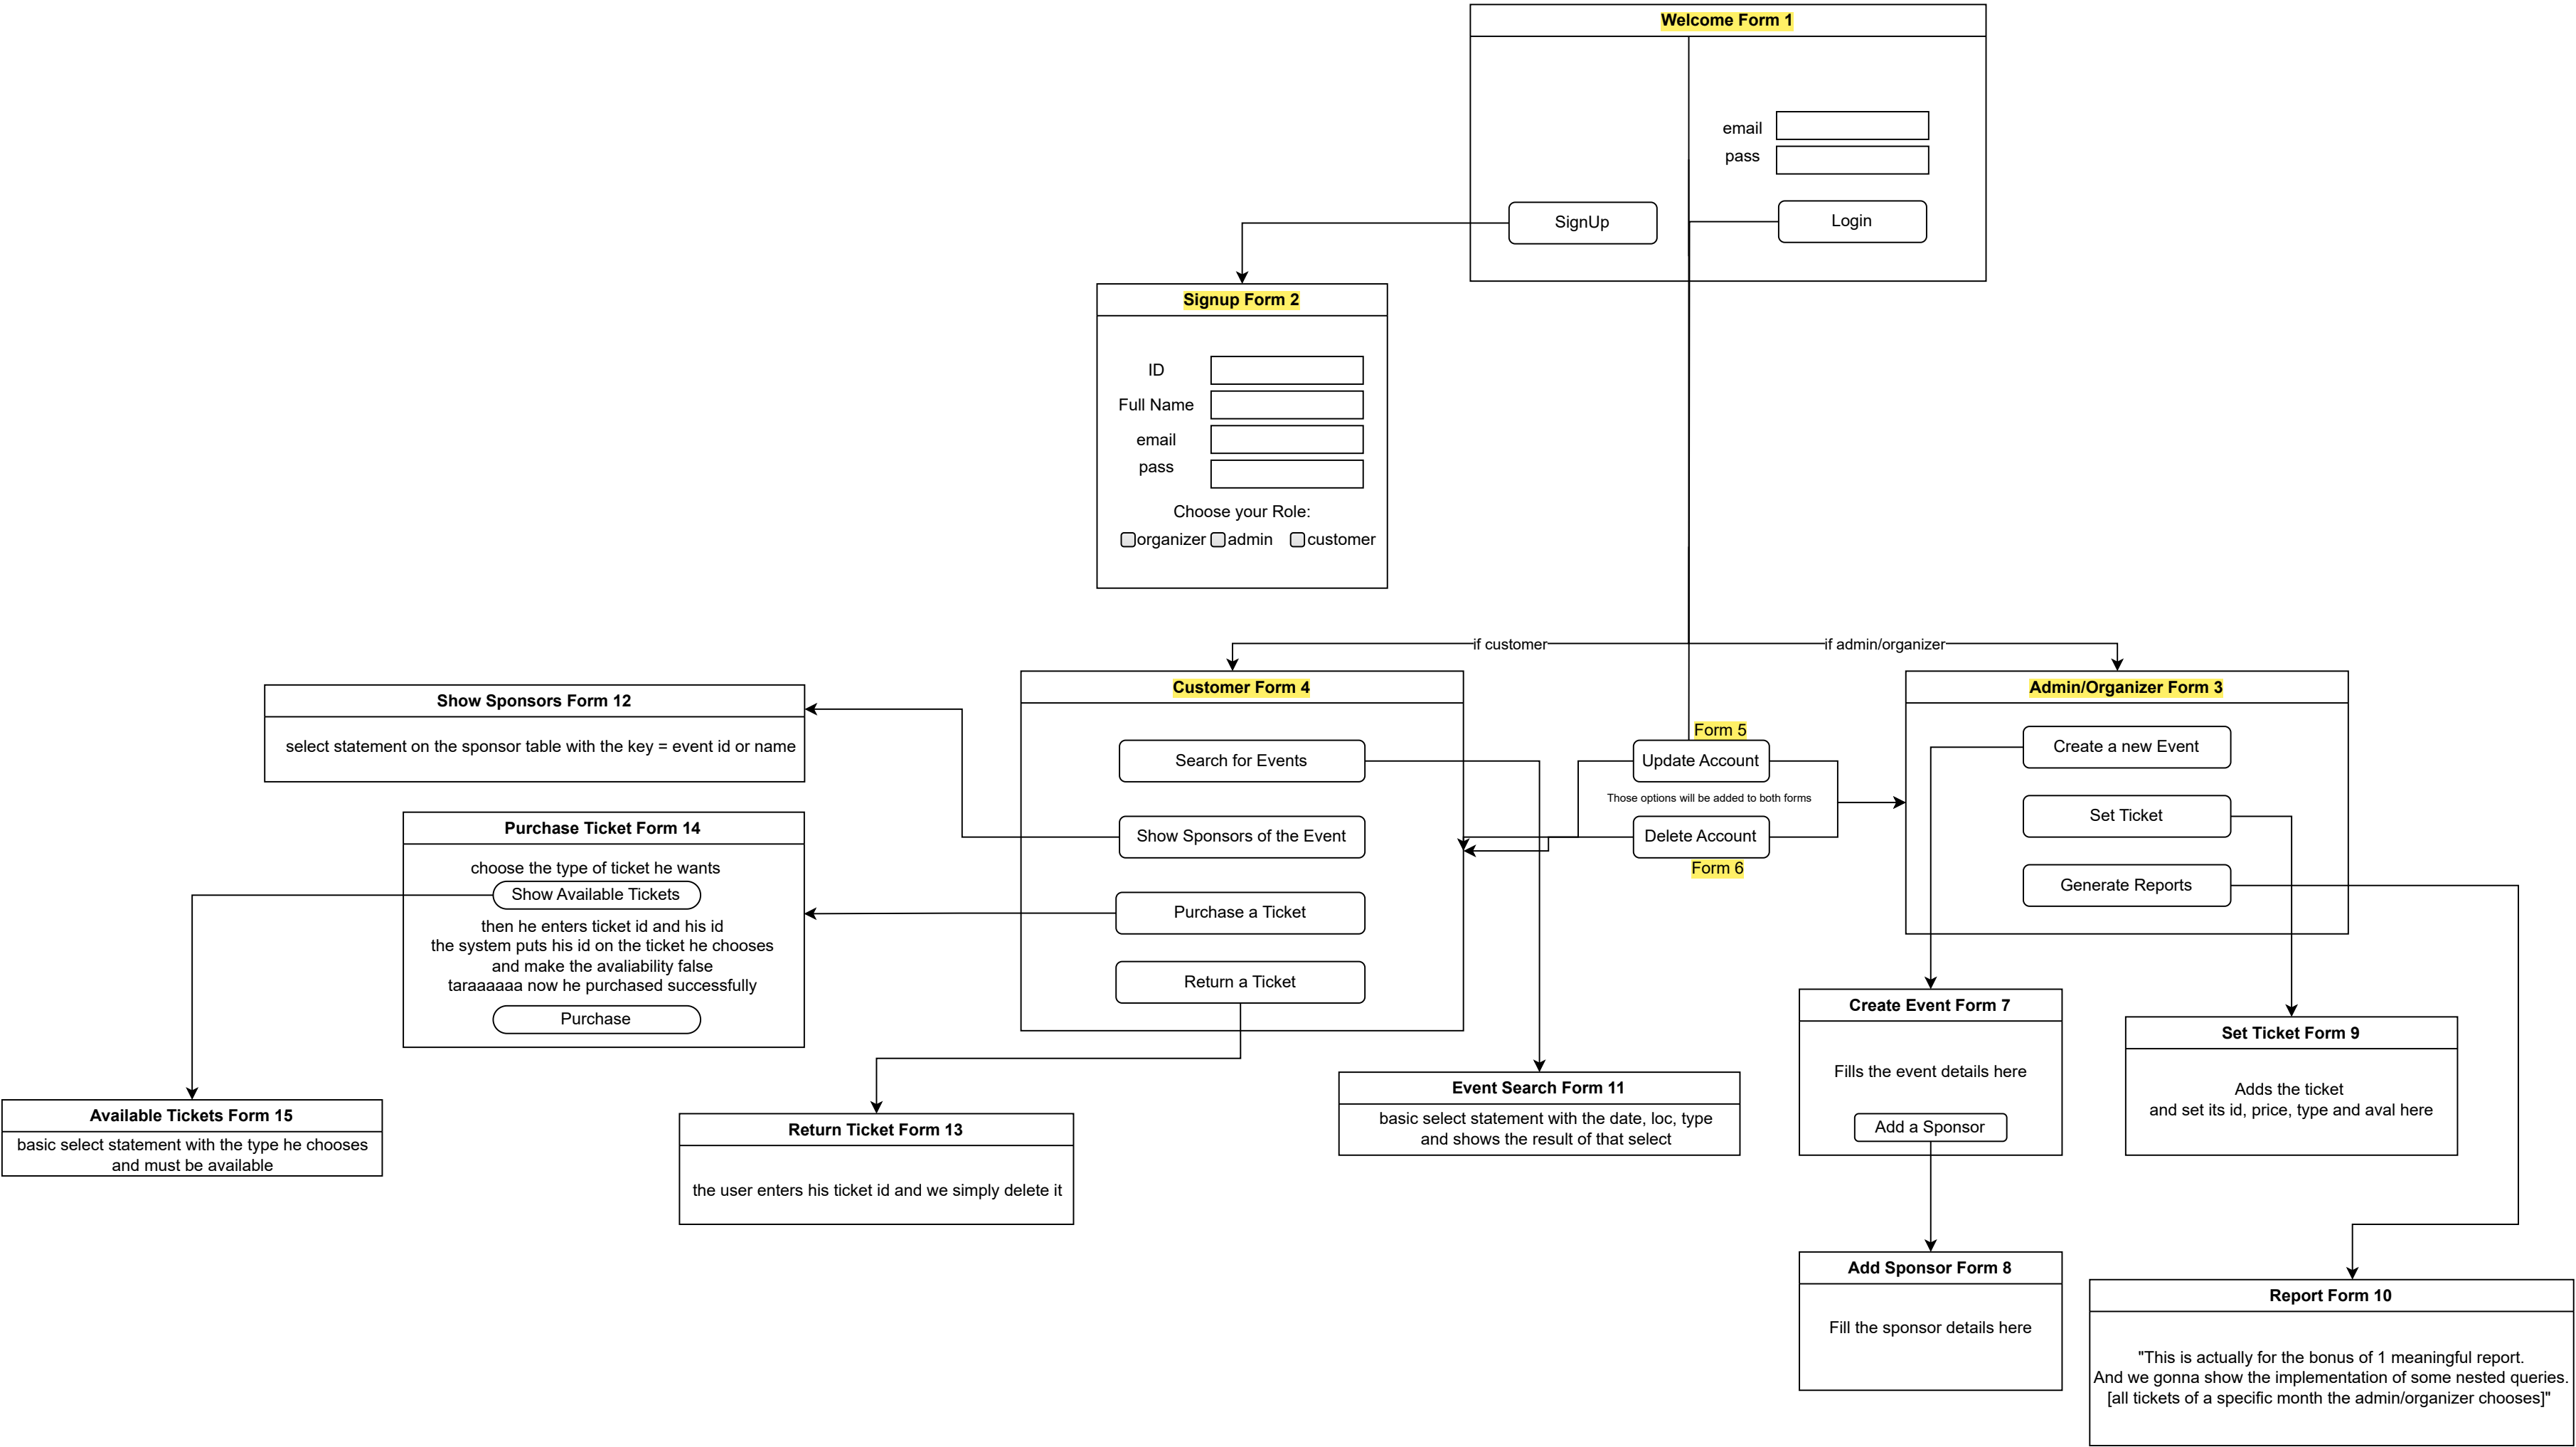 Welcome Form 1
email
pass
SignUp
Login
Signup Form 2
ID
Full Name
email
pass
Choose your Role:
organizer
admin
customer
if customer
if admin/organizer
Show Sponsors Form 12
select statement on the sponsor table with the key = event id or name
Customer Form 4
Search for Events
Show Sponsors of the Event
Purchase a Ticket
Return a Ticket
Form 5
Update Account
Those options will be added to both forms
Delete Account
Form 6
Admin/Organizer Form 3
Create a new Event
Set Ticket
Generate Reports
Purchase Ticket Form 14
choose the type of ticket he wants
Show Available Tickets
then he enters ticket id and his id
the system puts his id on the ticket he chooses
and make the avaliability false
taraaaaaa now he purchased successfully
Purchase
Available Tickets Form 15
basic select statement with the type he chooses
and must be available
Return Ticket Form 13
the user enters his ticket id and we simply delete it
Event Search Form 11
basic select statement with the date, loc, type
and shows the result of that select
Create Event Form 7
Fills the event details here
Add a Sponsor
Set Ticket Form 9
Adds the ticket
and set its id, price, type and aval here
Add Sponsor Form 8
Fill the sponsor details here
Report Form 10
"This is actually for the bonus of 1 meaningful report.
And we gonna show the implementation of some nested queries.
[all tickets of a specific month the admin/organizer chooses]"